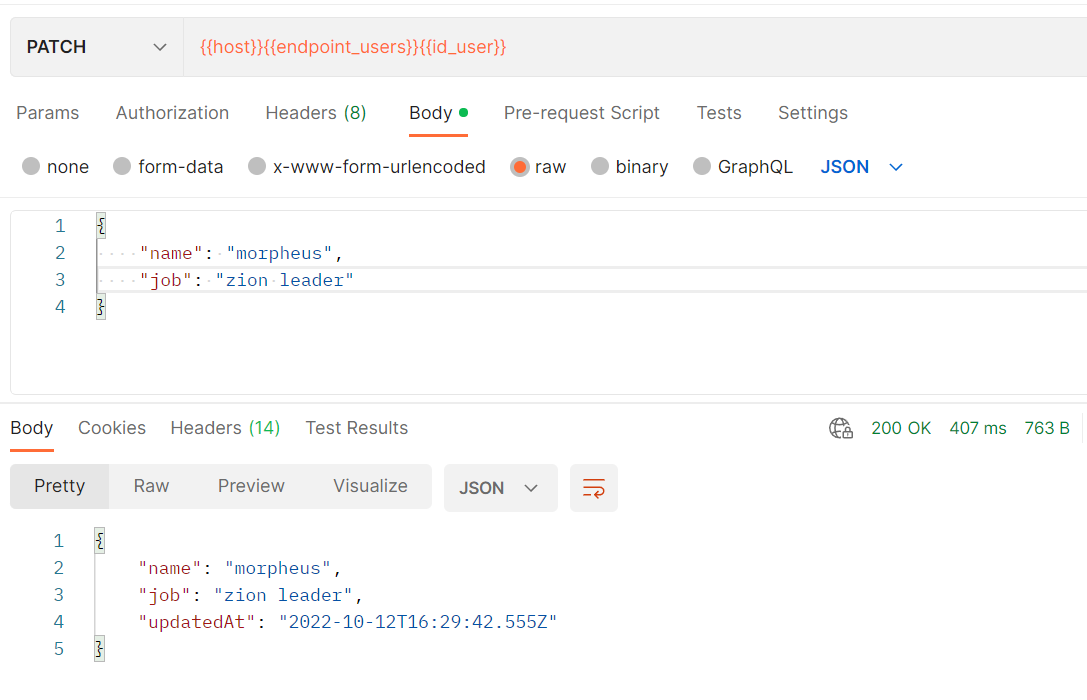 PATCH {{host}}{{endpoint_users}}{{id_user}}
Params Authorization Headers (8) Body Pre-request Script Tests Settings
none form-data x-www-form-urlencoded raw binary GraphQL JSON
1 {
2 "name": "morpheus",
3 "job": "zion leader"
4 }
Body Cookies Headers (14) Test Results 200 OK 407 ms 763 B
Pretty Raw Preview Visualize JSON
1 {
2 "name": "morpheus",
3 "job": "zion leader",
4 "updatedAt": "2022-10-12T16:29:42.555Z"
5 }